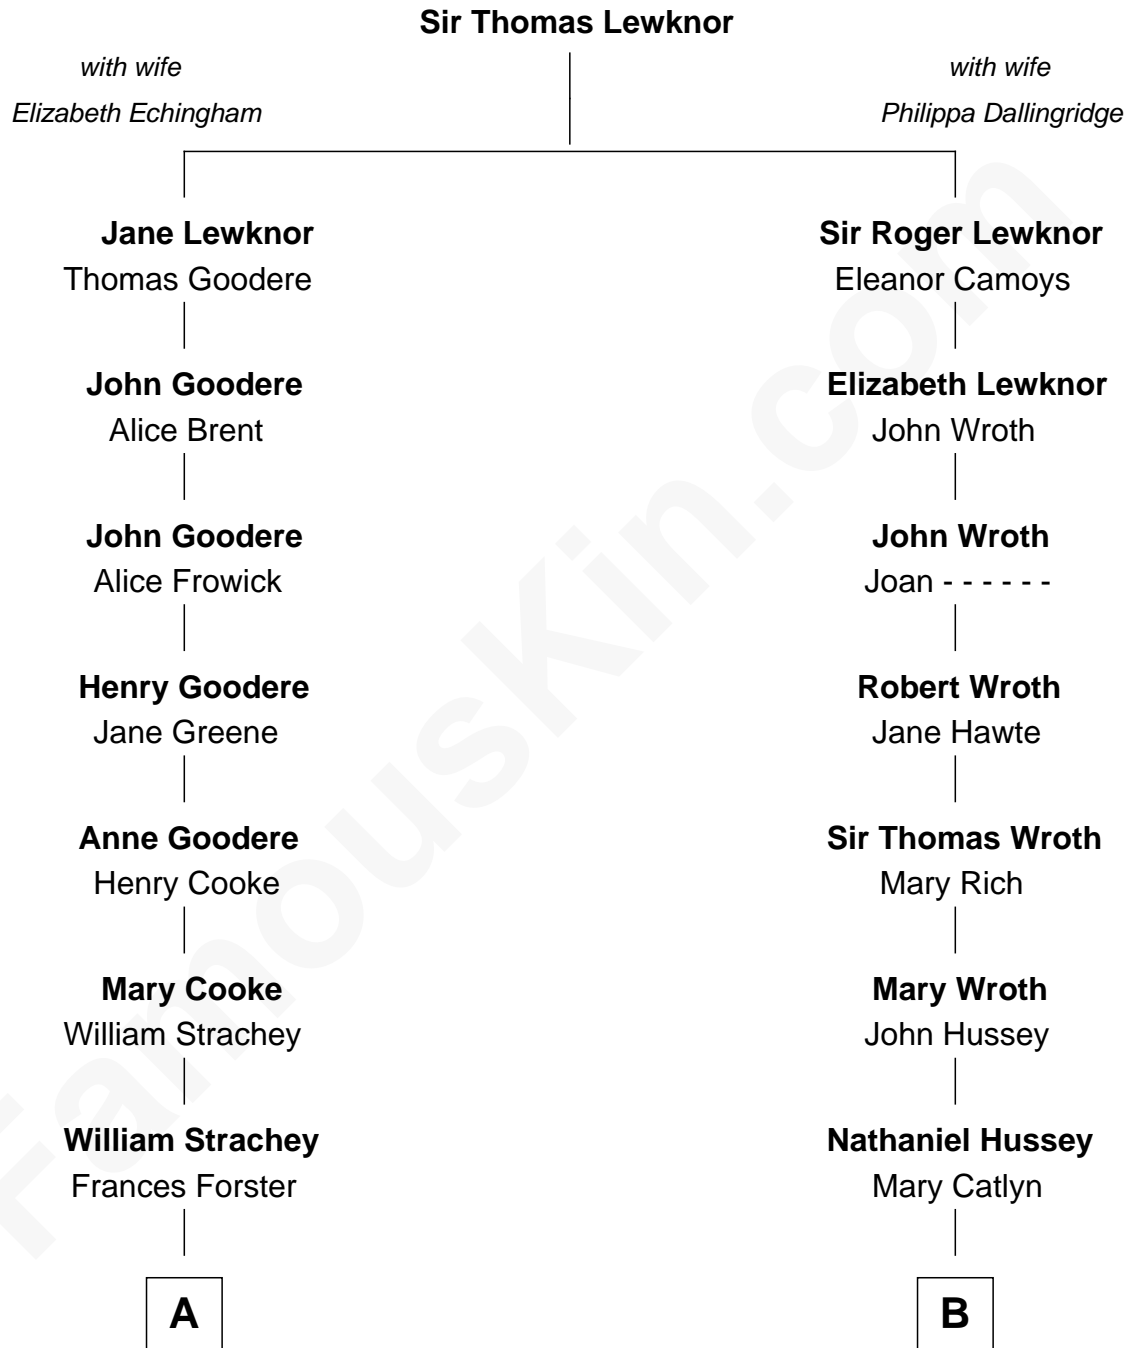 Sir Thomas Lewknor
with wife
Elizabeth Echingham
with wife
Philippa Dallingridge
Jane Lewknor
Thomas Goodere
Sir Roger Lewknor
Eleanor Camoys
John Goodere
Alice Brent
Elizabeth Lewknor
John Wroth
John Goodere
Alice Frowick
John Wroth
Joan - - - - - -
Henry Goodere
Jane Greene
Robert Wroth
Jane Hawte
Anne Goodere
Henry Cooke
Sir Thomas Wroth
Mary Rich
Mary Cooke
William Strachey
Mary Wroth
John Hussey
William Strachey
Frances Forster
Nathaniel Hussey
Mary Catlyn
A
B
FamousKin.com